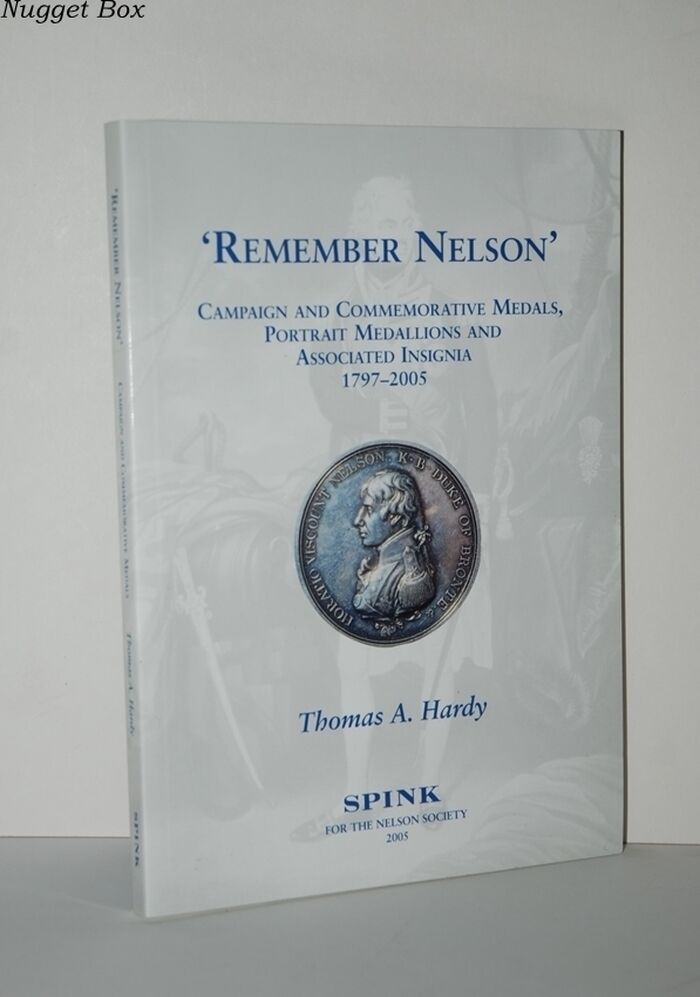 Nugget Box
'REMEMBER NELSON'
CAMPAIGN AND COMMEMORATIVE MEDALS,
PORTRAIT MEDALLIONS AND
ASSOCIATED INSIGNIA
1797–2005
HORATIO VISCOUNT NELSON. K·B· DUKE OF BRONTE·
Thomas A. Hardy
SPINK
FOR THE NELSON SOCIETY
2005
'REMEMBER NELSON' CAMPAIGN AND COMMEMORATIVE MEDALS Thomas A. Hardy SPINK